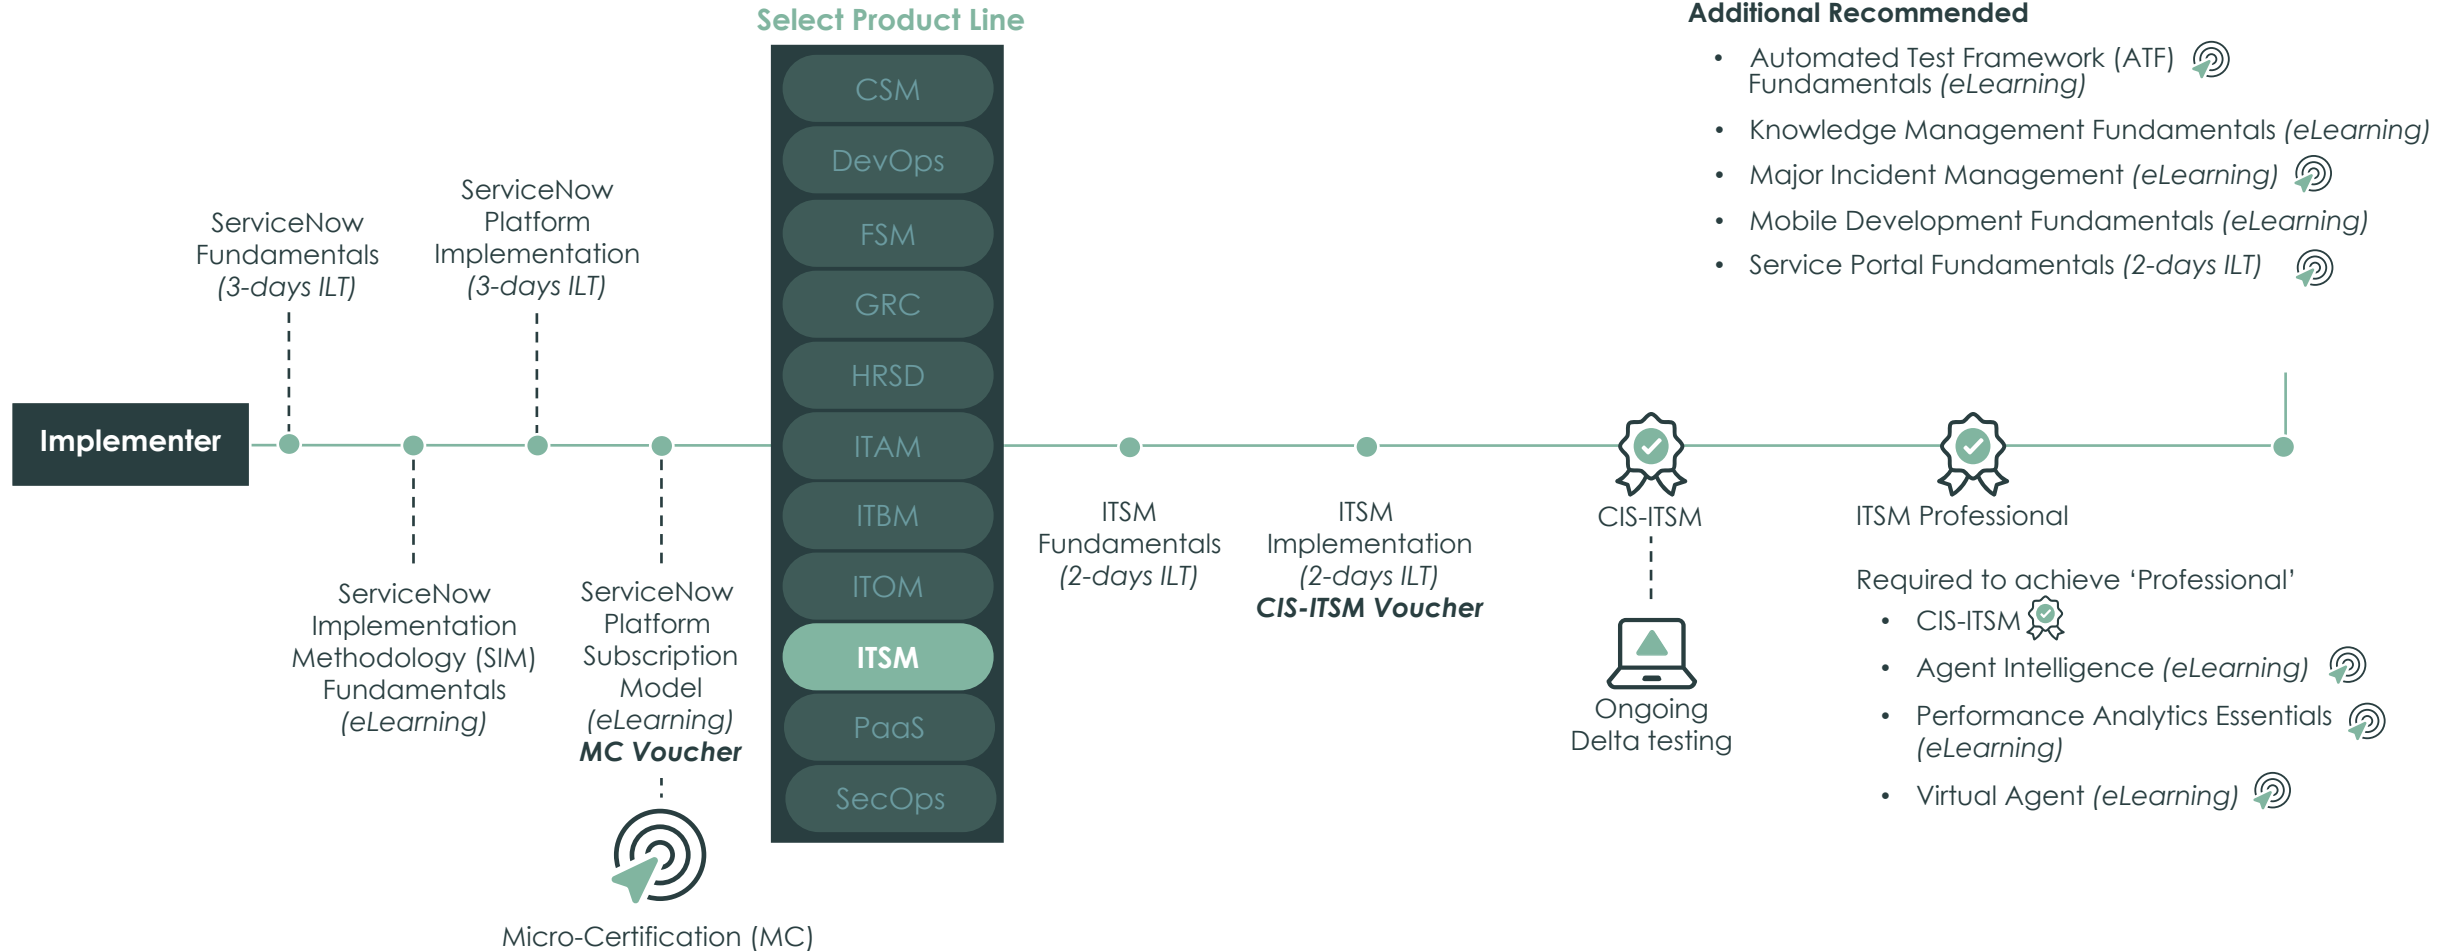 Select Product Line
CSM
DevOps
FSM
GRC
HRSD
ITAM
ITBM
ITOM
ITSM
PaaS
SecOps
Implementer
ServiceNow
Fundamentals
(3-days ILT)
ServiceNow
Implementation
Methodology (SIM)
Fundamentals
(eLearning)
ServiceNow
Platform
Implementation
(3-days ILT)
ServiceNow
Platform
Subscription
Model
(eLearning)
MC Voucher
Micro-Certification (MC)
ITSM
Fundamentals
(2-days ILT)
ITSM
Implementation
(2-days ILT)
CIS-ITSM Voucher
CIS-ITSM
Ongoing
Delta testing
ITSM Professional
Required to achieve ‘Professional’
• CIS-ITSM
• Agent Intelligence (eLearning)
• Performance Analytics Essentials
(eLearning)
• Virtual Agent (eLearning)
Additional Recommended
• Automated Test Framework (ATF)
Fundamentals (eLearning)
• Knowledge Management Fundamentals (eLearning)
• Major Incident Management (eLearning)
• Mobile Development Fundamentals (eLearning)
• Service Portal Fundamentals (2-days ILT)